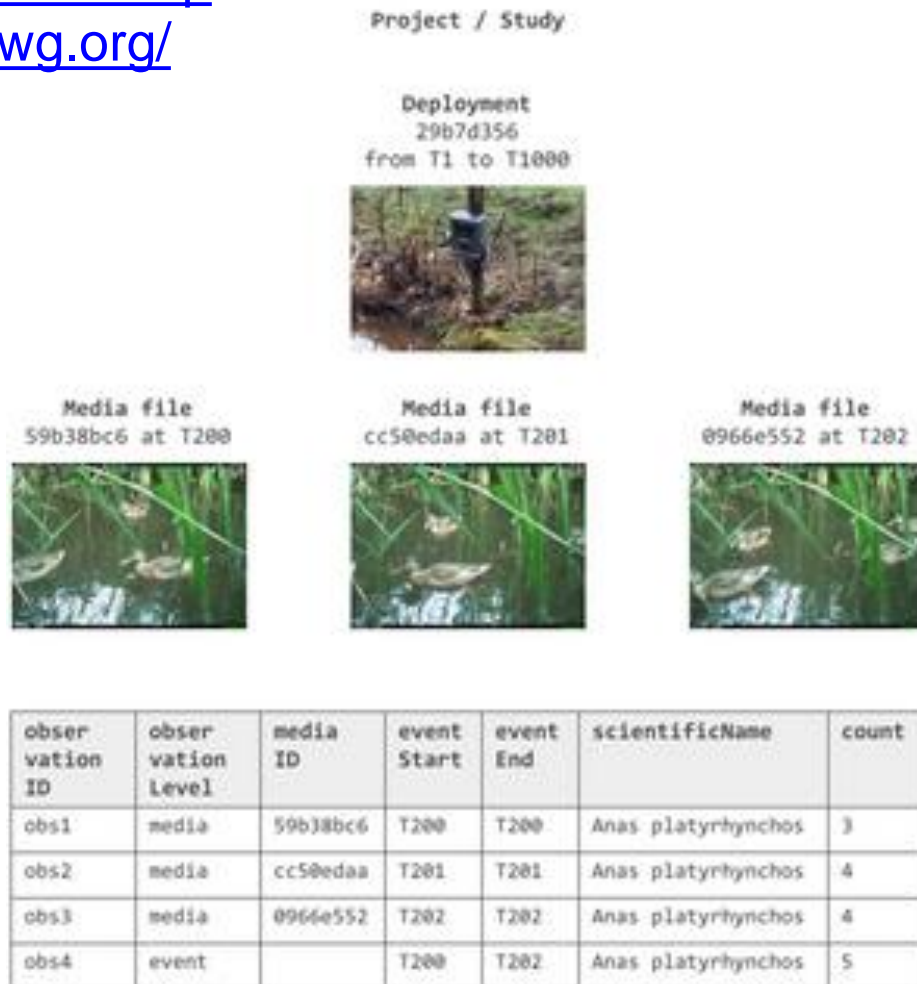 wg.org/
Project / Study
Deployment
29b7d356
from T1 to T1000
Media file
59b38bc6 at T200
Media file
cc50edaa at T201
Media file
0966e552 at T202
obser vation ID | obser vation Level | media ID | event Start | event End | scientificName | count
obs1 | media | 59b38bc6 | T200 | T200 | Anas platyrhynchos | 3
obs2 | media | cc50edaa | T201 | T201 | Anas platyrhynchos | 4
obs3 | media | 0966e552 | T202 | T202 | Anas platyrhynchos | 4
obs4 | event | | T200 | T202 | Anas platyrhynchos | 5